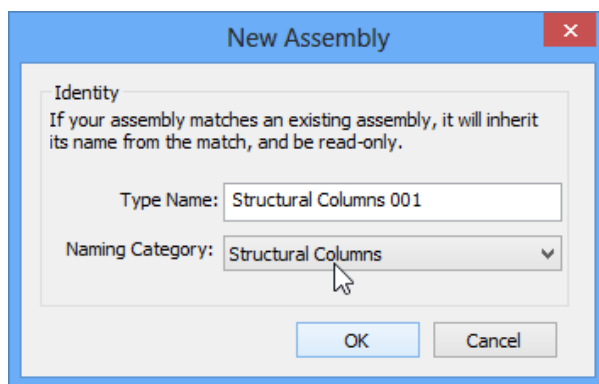 New Assembly
Identity
If your assembly matches an existing assembly, it will inherit
its name from the match, and be read-only.
Type Name: Structural Columns 001
Naming Category: Structural Columns
OK Cancel